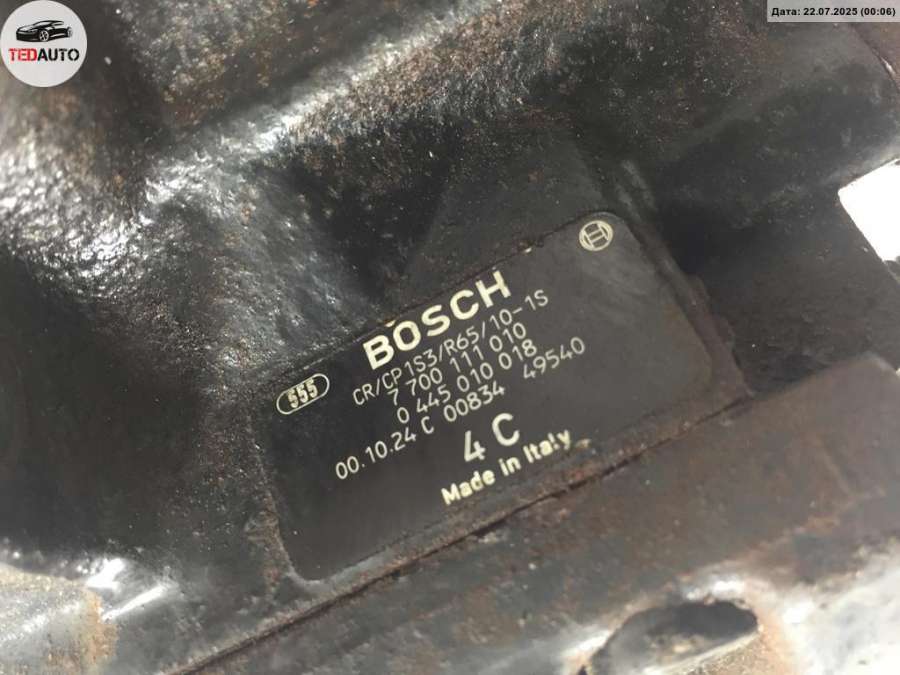 TEDAUTO
Дата: 22.07.2025 (00:06)
BOSCH
555
CR/CP1S3/R65/10-1S
7 700 111 010
0 445 010 018
00.10.24 C 00834 49540
4 C
Made in Italy